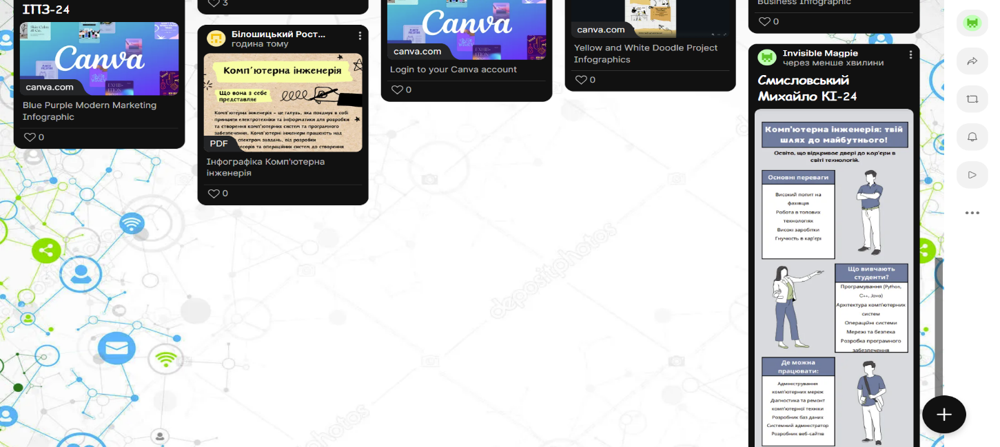 ІПЗ-24
Canva
canva.com
Blue Purple Modern Marketing
Infographic
0
3
Білошицький Рост...
година тому
Комп'ютерна інженерія
Що вона з себе
представляє
Комп'ютерна інженерія – це галузь, яка поєднує в собі
принципи електротехніки та інформатики для розробки
та створення комп'ютерних систем та програмного
забезпечення. Комп'ютерні інженери працюють над
спектром завдань, від розробки
PDF
есорів та операційних систем до створення
Інфографіка Комп'ютерна
інженерія
0
Canva
canva.com
Login to your Canva account
0
canva.com
Yellow and White Doodle Project
Infographics
0
Business Infographic
0
Invisible Magpie
через менше хвилини
Смисловський
Михайло КІ-24
Комп'ютерна інженерія: твій
шлях до майбутнього!
Освіта, що відкриває двері до кар'єри в
світі технологій.
Основні переваги
Високий попит на
фахівців
Робота в топових
технологіях
Високі заробітки
Гнучкість в кар'єрі
Що вивчають
студенти?
Програмування (Python,
C++, Java)
Архітектура комп'ютерних
систем
Операційні системи
Мережі та безпека
Розробка програмного
забезпечення
Де можна
працювати:
Адміністрування
комп'ютерних мереж
Діагностика та ремонт
комп'ютерної техніки
Розробник баз даних
Системний адміністратор
Розробник веб-сайтів
depositphotos
depositphotos